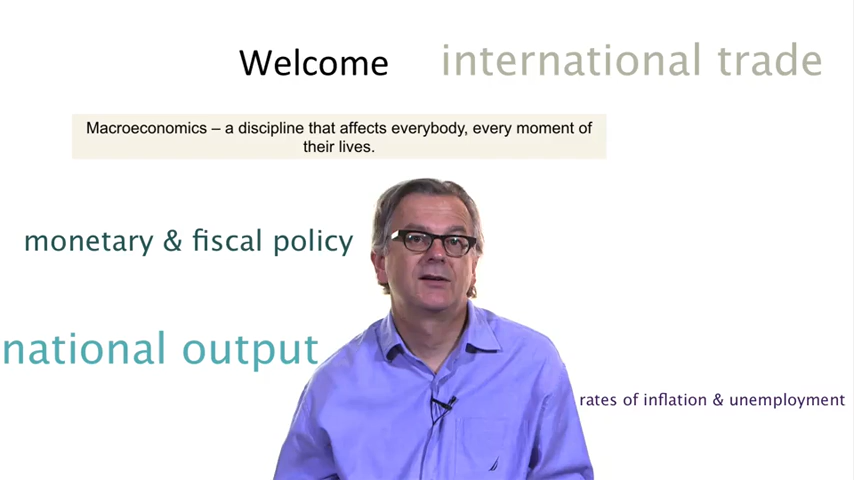 Welcome
international trade
Macroeconomics – a discipline that affects everybody, every moment of
their lives.
monetary & fiscal policy
national output
rates of inflation & unemployment